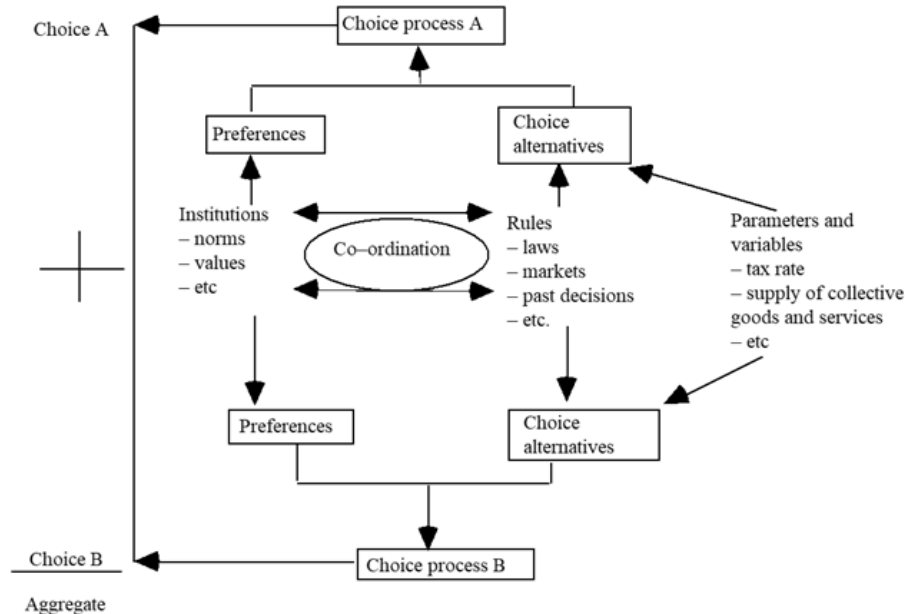 Choice A
Choice process A
Preferences
Choice
alternatives
Institutions
– norms
– values
– etc
Co–ordination
Rules
– laws
– markets
– past decisions
– etc.
Parameters and
variables
– tax rate
– supply of collective
goods and services
– etc
Preferences
Choice
alternatives
Choice B
Choice process B
Aggregate